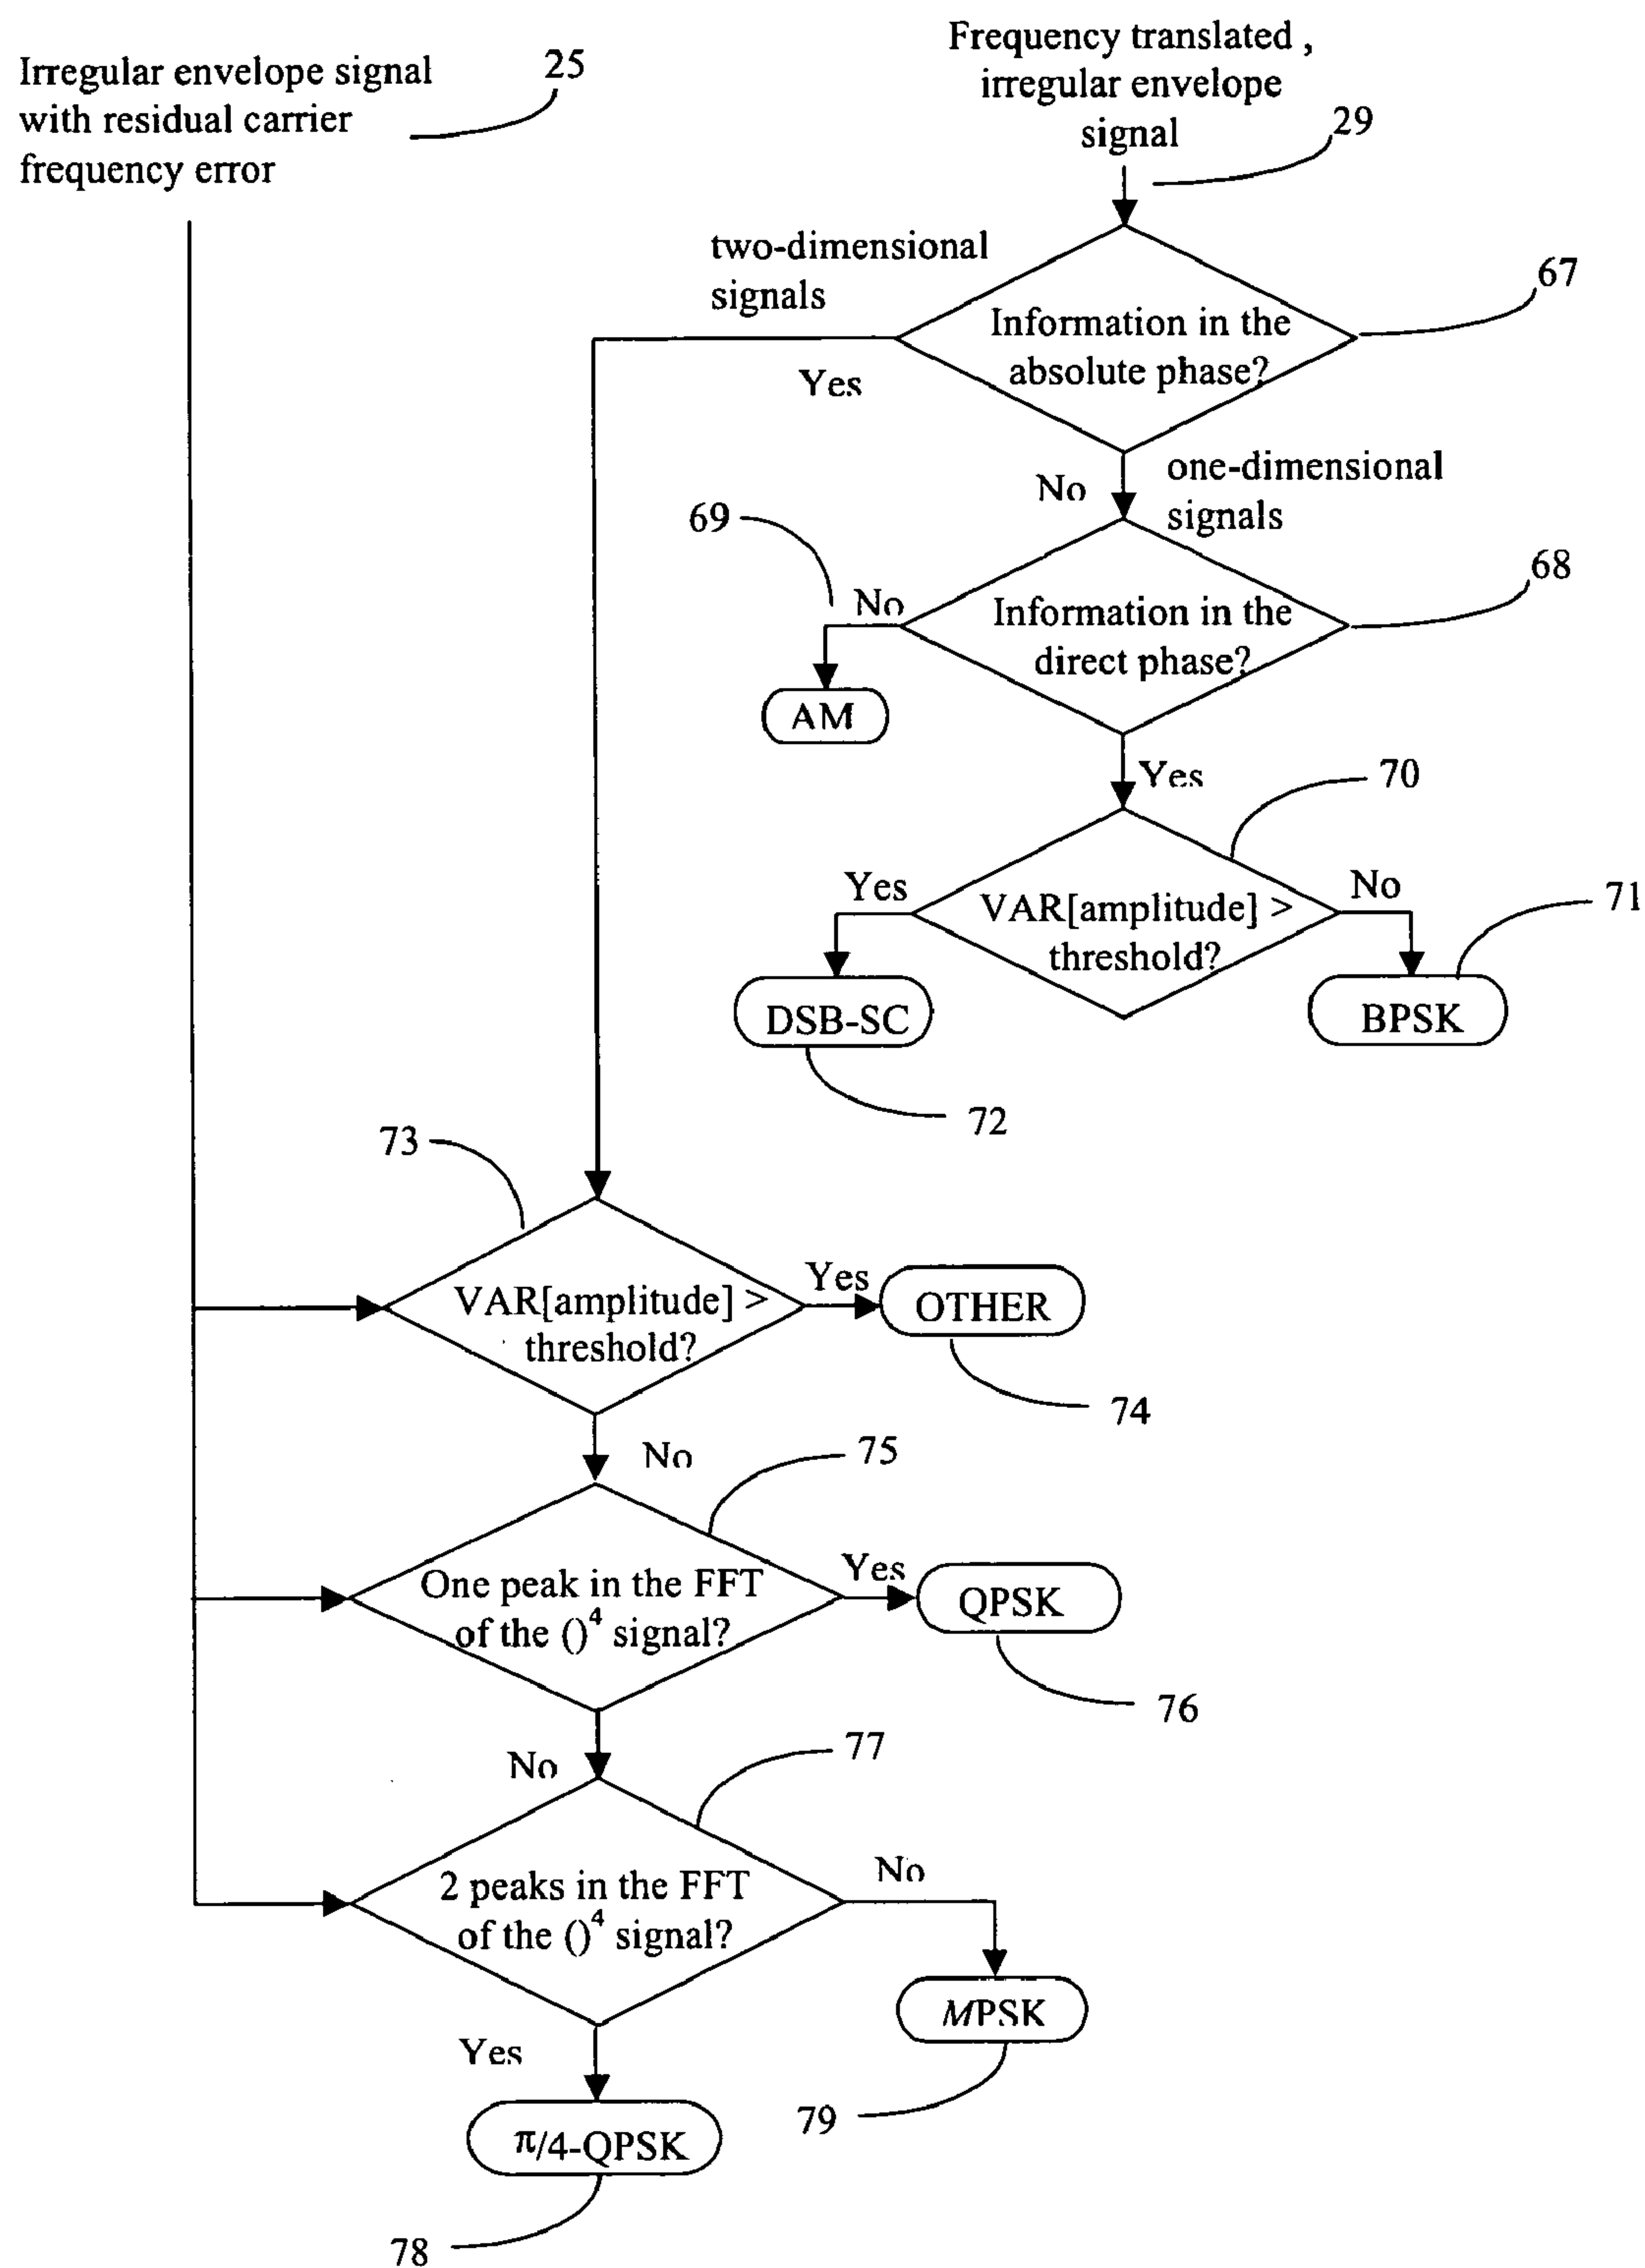 Irregular envelope signal
with residual carrier
frequency error
25
Frequency translated ,
irregular envelope
signal
29
two-dimensional
signals
67
Information in the
absolute phase?
Yes
No
one-dimensional
signals
69
68
No
Information in the
direct phase?
AM
Yes
70
Yes
No
71
VAR[amplitude] >
threshold?
DSB-SC
BPSK
72
73
VAR[amplitude] >
threshold?
Yes
OTHER
74
No
75
One peak in the FFT
of the ()⁴ signal?
Yes
QPSK
76
No
77
2 peaks in the FFT
of the ()⁴ signal?
No
MPSK
Yes
79
π/4-QPSK
78